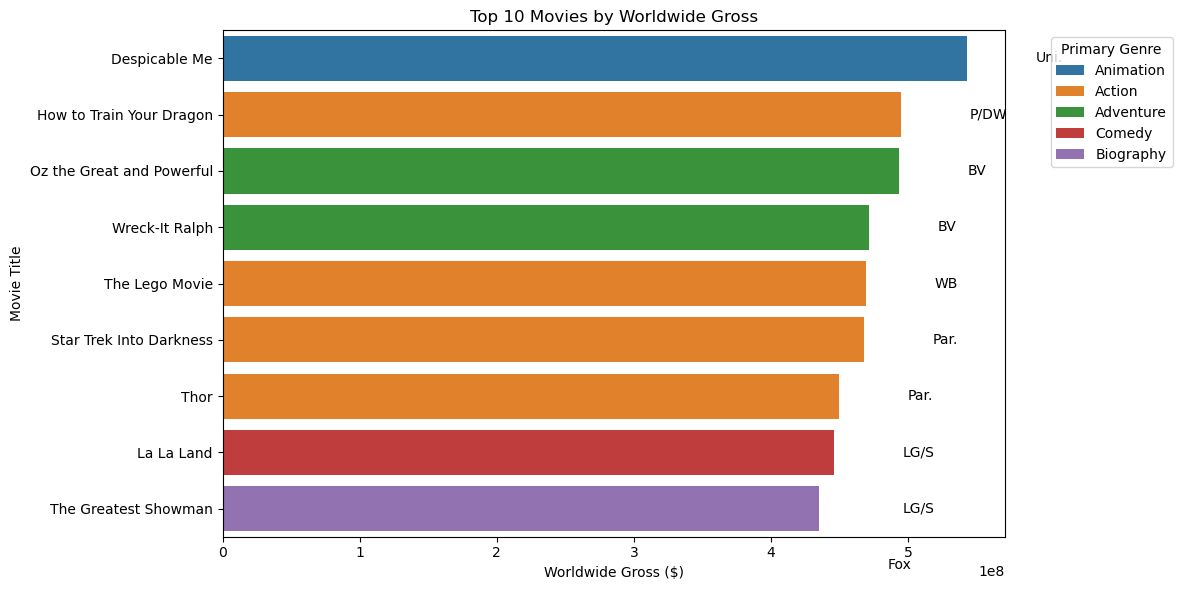 Top 10 Movies by Worldwide Gross
Movie Title
Despicable Me
Uni.
How to Train Your Dragon
P/DW
Oz the Great and Powerful
BV
Wreck-It Ralph
BV
The Lego Movie
WB
Star Trek Into Darkness
Par.
Thor
Par.
La La Land
LG/S
The Greatest Showman
LG/S
Primary Genre
Animation
Action
Adventure
Comedy
Biography
0 1 2 3 4 5
Fox
Worldwide Gross ($)
1e8